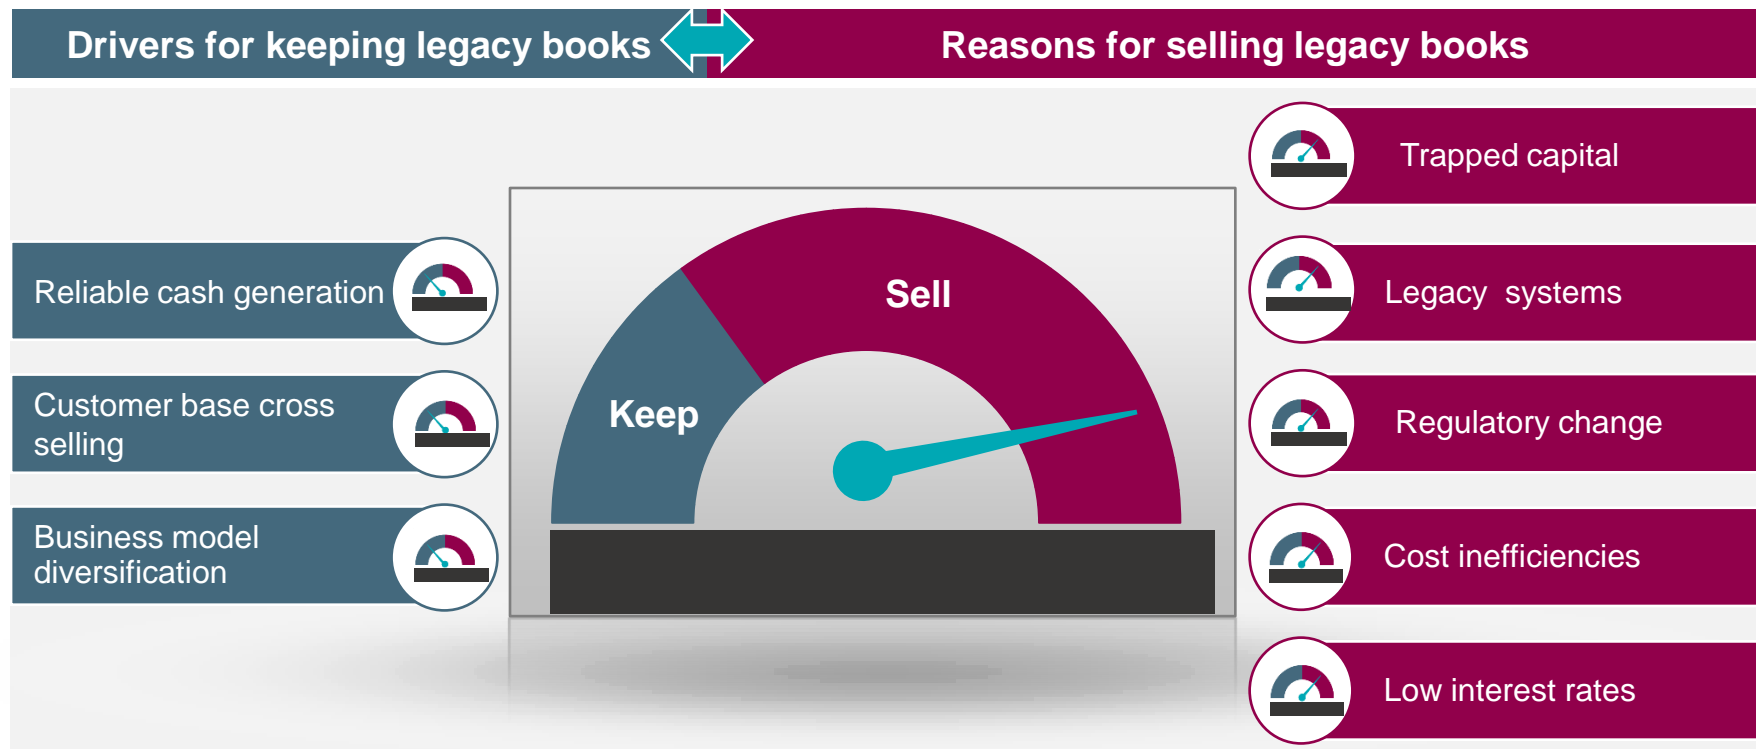 Drivers for keeping legacy books
Reasons for selling legacy books
Reliable cash generation
Customer base cross
selling
Business model
diversification
Keep
Sell
Trapped capital
Legacy systems
Regulatory change
Cost inefficiencies
Low interest rates